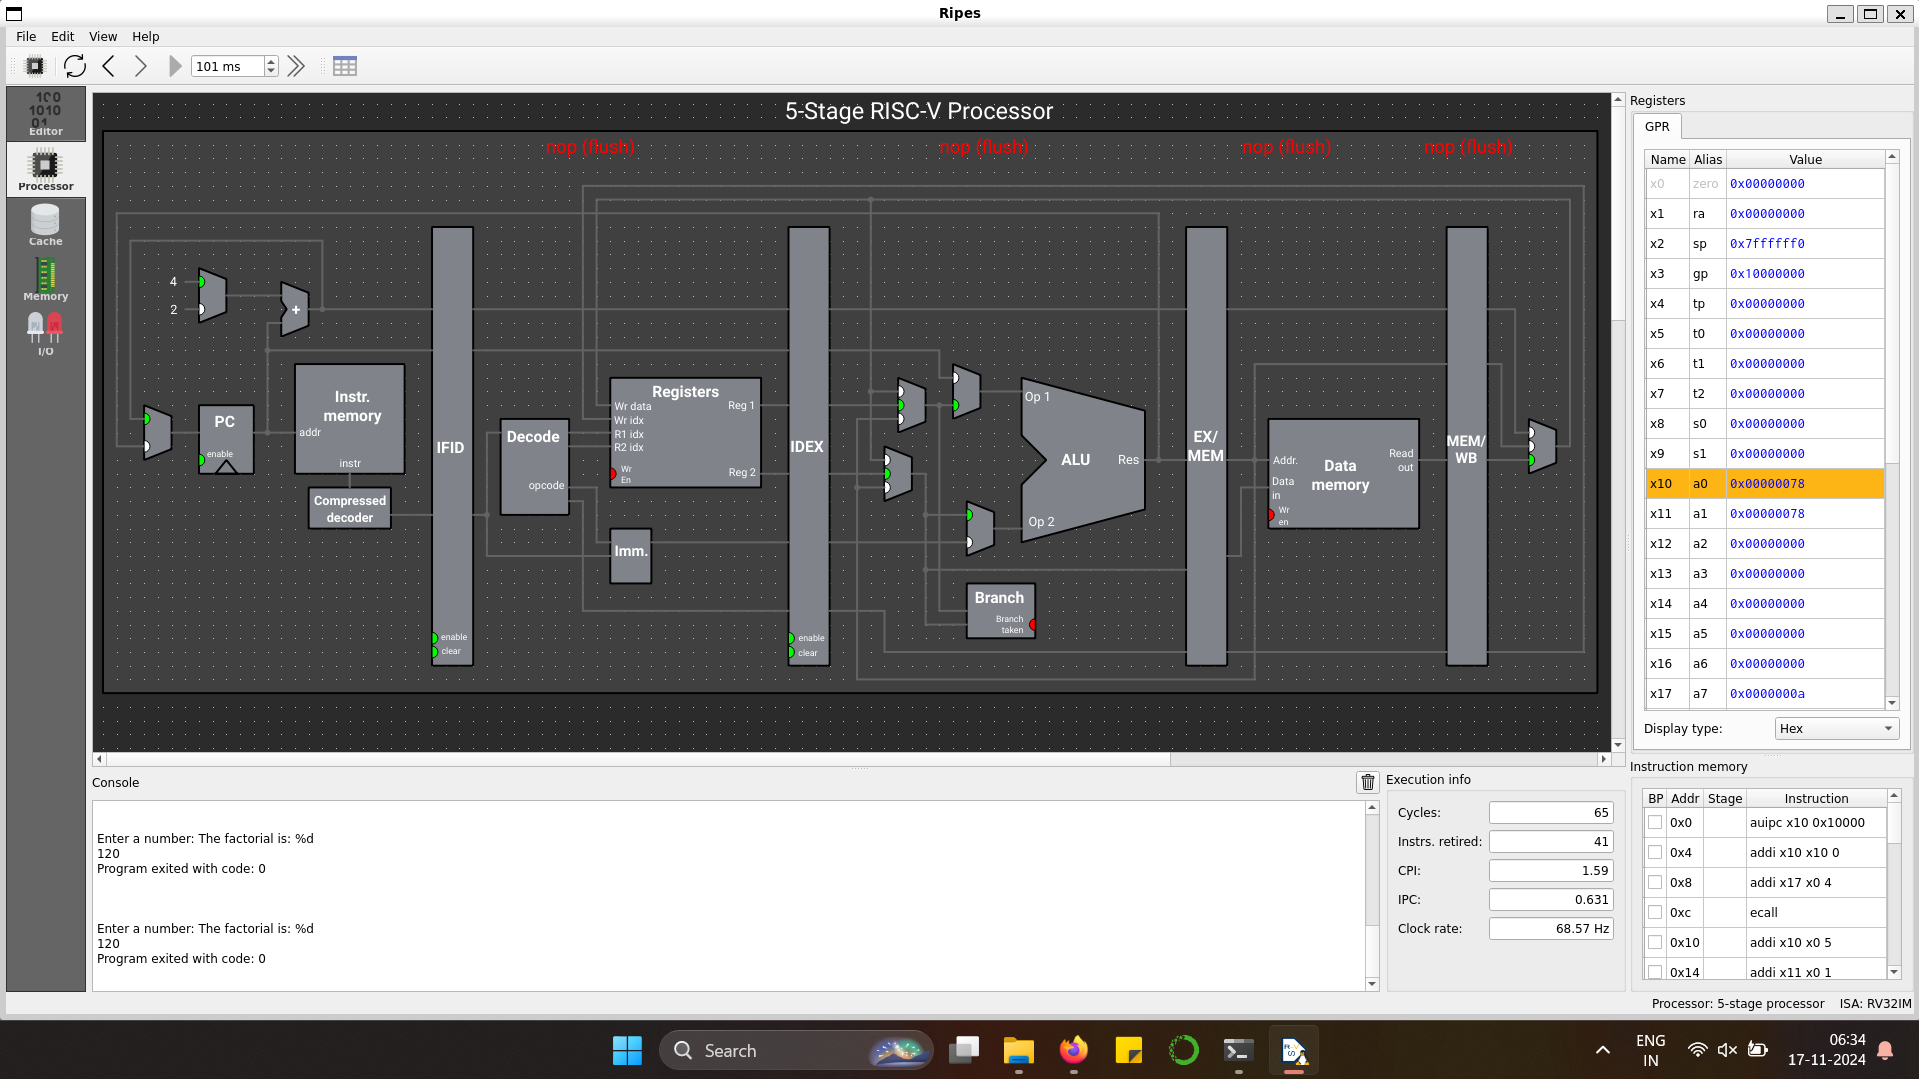 Ripes
File Edit View Help
101 ms
100
1010
01
Editor
Processor
Cache
Memory
I/O
5-Stage RISC-V Processor
nop (flush) nop (flush) nop (flush) nop (flush)
4
2
+
PC
enable
Instr.
memory
addr
instr
Compressed
decoder
IFID
enable
clear
Decode
opcode
Registers
Wr data
Wr idx
R1 idx
R2 idx
Wr
En
Reg 1
Reg 2
Imm.
IDEX
enable
clear
Op 1
ALU
Res
Op 2
Branch
Branch
taken
EX/
MEM
Addr.
Data
in
Wr
en
Data
memory
Read
out
MEM/
WB
Registers
GPR
Name Alias Value
x0 zero 0x00000000
x1 ra 0x00000000
x2 sp 0x7ffffff0
x3 gp 0x10000000
x4 tp 0x00000000
x5 t0 0x00000000
x6 t1 0x00000000
x7 t2 0x00000000
x8 s0 0x00000000
x9 s1 0x00000000
x10 a0 0x00000078
x11 a1 0x00000078
x12 a2 0x00000000
x13 a3 0x00000000
x14 a4 0x00000000
x15 a5 0x00000000
x16 a6 0x00000000
x17 a7 0x0000000a
Display type: Hex
Console
Enter a number: The factorial is: %d
120
Program exited with code: 0
Enter a number: The factorial is: %d
120
Program exited with code: 0
Execution info
Cycles: 65
Instrs. retired: 41
CPI: 1.59
IPC: 0.631
Clock rate: 68.57 Hz
Instruction memory
BP Addr Stage Instruction
0x0 auipc x10 0x10000
0x4 addi x10 x10 0
0x8 addi x17 x0 4
0xc ecall
0x10 addi x10 x0 5
0x14 addi x11 x0 1
Processor: 5-stage processor ISA: RV32IM
Search
ENG
IN
06:34
17-11-2024